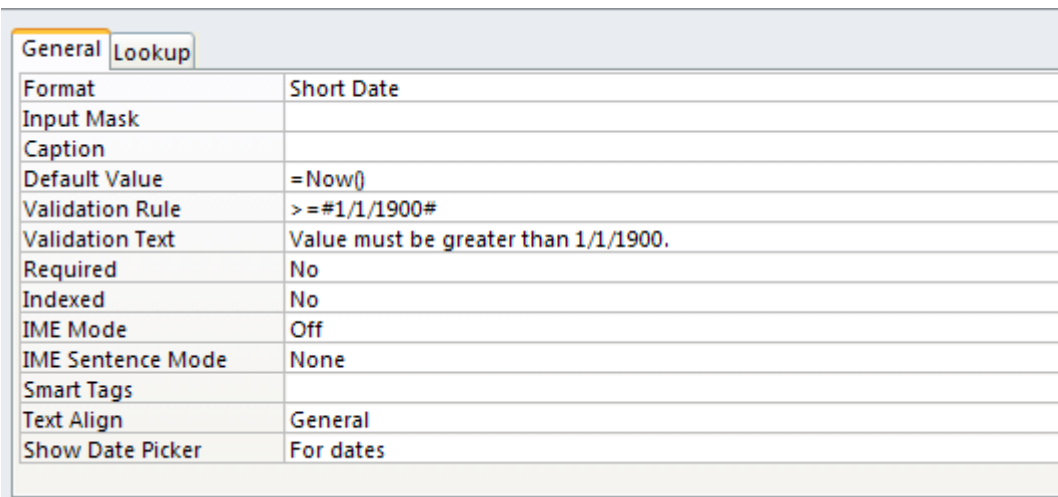 General Lookup
Format Short Date
Input Mask
Caption
Default Value =Now()
Validation Rule >=#1/1/1900#
Validation Text Value must be greater than 1/1/1900.
Required No
Indexed No
IME Mode Off
IME Sentence Mode None
Smart Tags
Text Align General
Show Date Picker For dates